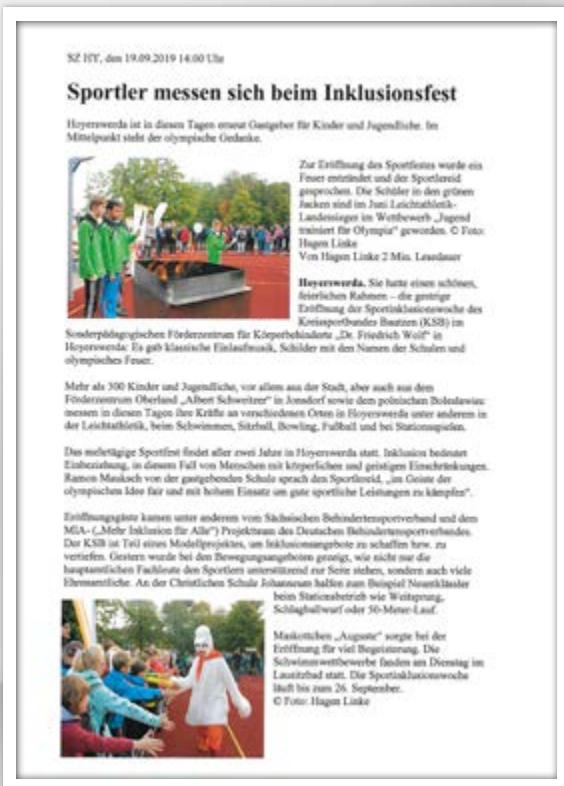 SZ HY, den 19.09.2019 14:00 Uhr
Sportler messen sich beim Inklusionsfest
Hoyerswerda ist in diesen Tagen erneut Gastgeber für Kinder und Jugendliche. Im
Mittelpunkt steht der olympische Gedanke.
Zur Eröffnung des Sportfestes wurde ein
Feuer entzündet und der Sportlereid
gesprochen. Die Schüler in den grünen
Jacken sind im Juni Leichtathletik-
Landessieger im Wettbewerb „Jugend
trainiert für Olympia“ geworden. © Foto:
Hagen Linke
Von Hagen Linke 2 Min. Lesedauer
Hoyerswerda. Sie hatte einen schönen,
feierlichen Rahmen – die gestrige
Eröffnung der Sportinklusionswoche des
Kreissportbundes Bautzen (KSB) im
Sonderpädagogischen Förderzentrum für Körperbehinderte „Dr. Friedrich Wolf“ in
Hoyerswerda: Es gab klassische Einlaufmusik, Schilder mit den Namen der Schulen und
olympisches Feuer.
Mehr als 300 Kinder und Jugendliche, vor allem aus der Stadt, aber auch aus dem
Förderzentrum Oberland „Albert Schweitzer“ in Jonsdorf sowie dem polnischen Boleslawiec
messen in diesen Tagen ihre Kräfte an verschiedenen Orten in Hoyerswerda unter anderem in
der Leichtathletik, beim Schwimmen, Sitzball, Bowling, Fußball und bei Stationsspielen.
Das mehrtägige Sportfest findet aller zwei Jahre in Hoyerswerda statt. Inklusion bedeutet
Einbeziehung, in diesem Fall von Menschen mit körperlichen und geistigen Einschränkungen.
Ramon Mauksch von der gastgebenden Schule sprach den Sportlereid, „im Geiste der
olympischen Idee fair und mit hohem Einsatz um gute sportliche Leistungen zu kämpfen“.
Eröffnungsgäste kamen unter anderem vom Sächsischen Behindertensportverband und dem
MIA- („Mehr Inklusion für Alle“) Projektteam des Deutschen Behindertensportverbandes.
Der KSB ist Teil eines Modellprojektes, um Inklusionsangebote zu schaffen bzw. zu
vertiefen. Gestern wurde bei den Bewegungsangeboten gezeigt, wie nicht nur die
hauptamtlichen Fachleute den Sportlern unterstützend zur Seite stehen, sondern auch viele
Ehrenamtliche. An der Christlichen Schule Johanneum halfen zum Beispiel Neuntklässler
beim Stationsbetrieb wie Weitsprung,
Schlagballwurf oder 50-Meter-Lauf.
Maskottchen „Auguste“ sorgte bei der
Eröffnung für viel Begeisterung. Die
Schwimmwettbewerbe fanden am Dienstag im
Lausitzbad statt. Die Sportinklusionswoche
läuft bis zum 26. September.
© Foto: Hagen Linke